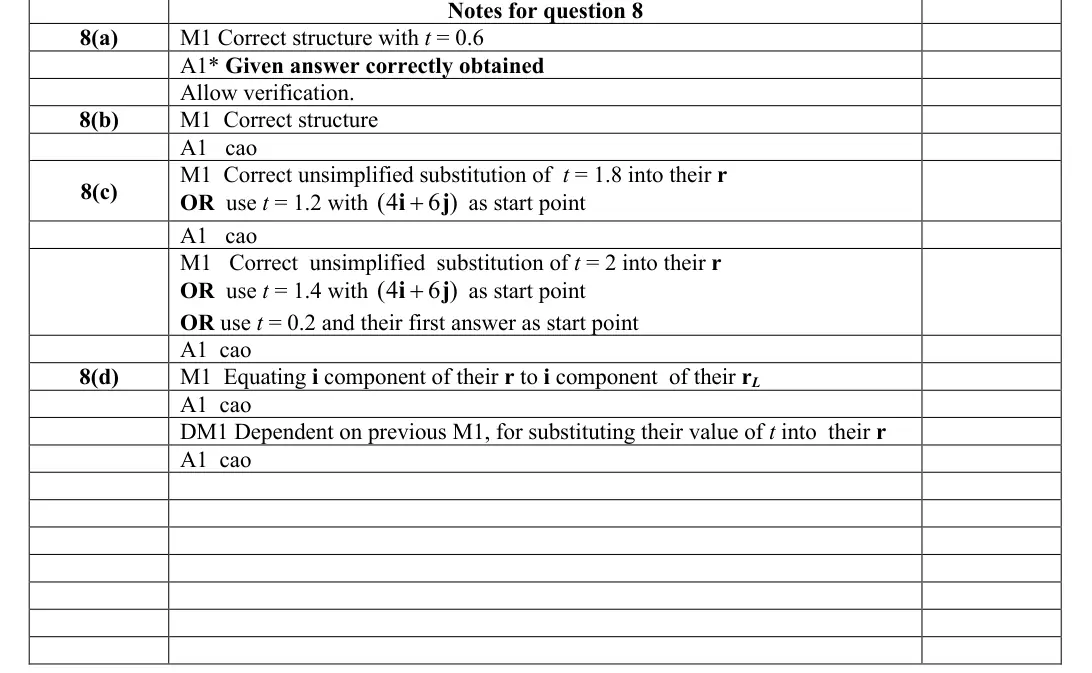 Notes for question 8
8(a) M1 Correct structure with t = 0.6
A1* Given answer correctly obtained
Allow verification.
8(b) M1 Correct structure
A1 cao
8(c) M1 Correct unsimplified substitution of t = 1.8 into their r
OR use t = 1.2 with (4i + 6j) as start point
A1 cao
M1 Correct unsimplified substitution of t = 2 into their r
OR use t = 1.4 with (4i + 6j) as start point
OR use t = 0.2 and their first answer as start point
A1 cao
8(d) M1 Equating i component of their r to i component of their r_L
A1 cao
DM1 Dependent on previous M1, for substituting their value of t into their r
A1 cao